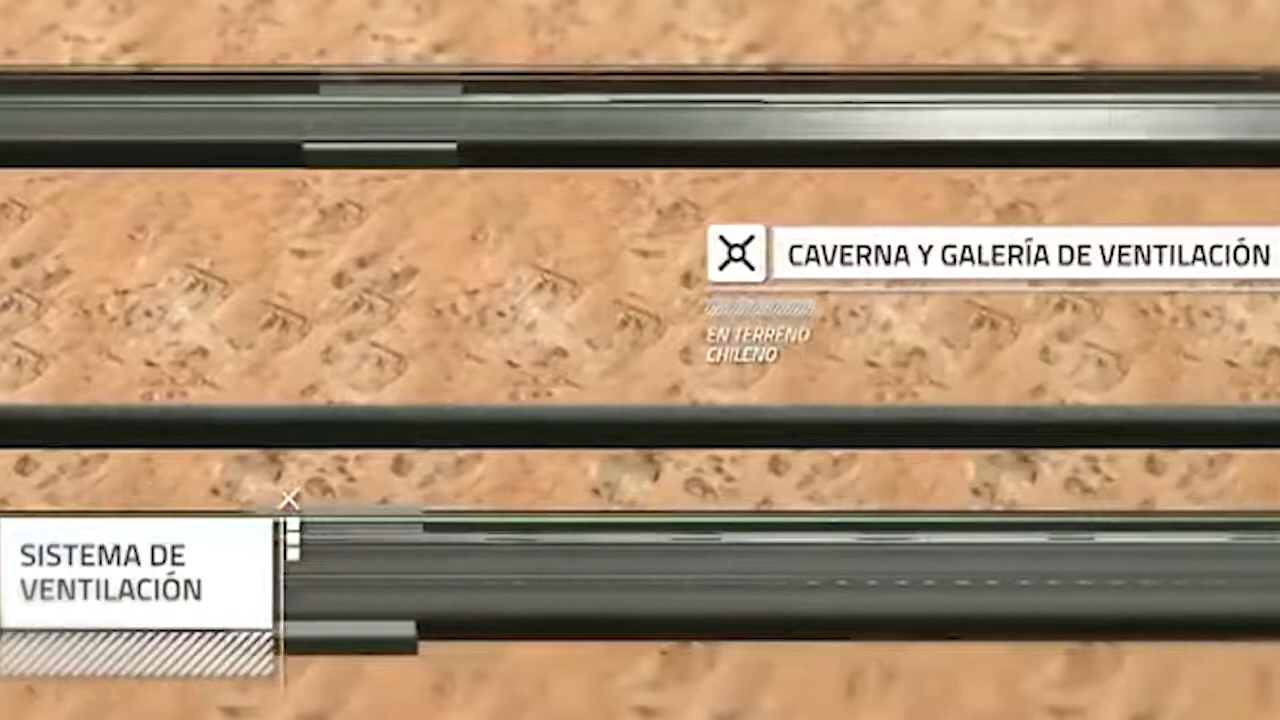 CAVERNA Y GALERÍA DE VENTILACIÓN
EN TERRENO
CHILENO
SISTEMA DE
VENTILACIÓN